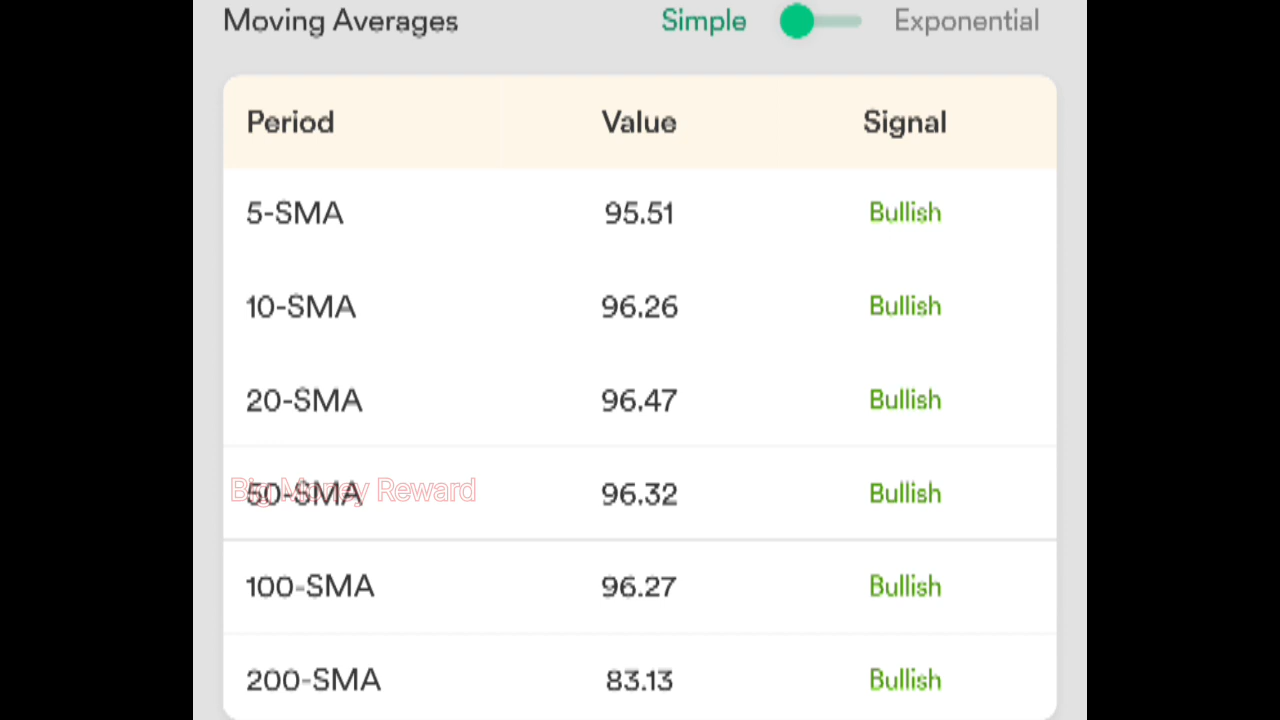 Moving Averages Simple Exponential
Period Value Signal
5-SMA 95.51 Bullish
10-SMA 96.26 Bullish
20-SMA 96.47 Bullish
50-SMA 96.32 Bullish
Big Money Reward
100-SMA 96.27 Bullish
200-SMA 83.13 Bullish